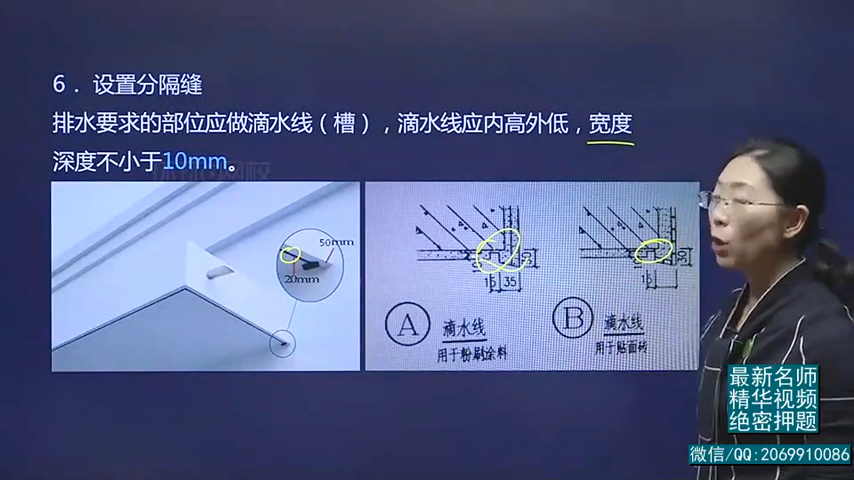 6． 设置分隔缝
排水要求的部位应做滴水线（槽），滴水线应内高外低，宽度
深度不小于10mm。
50mm
20mm
35
A
滴水线
用于粉刷涂料
B
滴水线
用于贴面砖
最新名师
精华视频
绝密押题
微信/QQ:2069910086